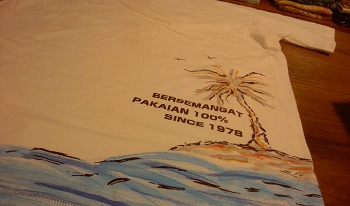 BERSEMANGAT
PAKAIAN 100%
SINCE 1978